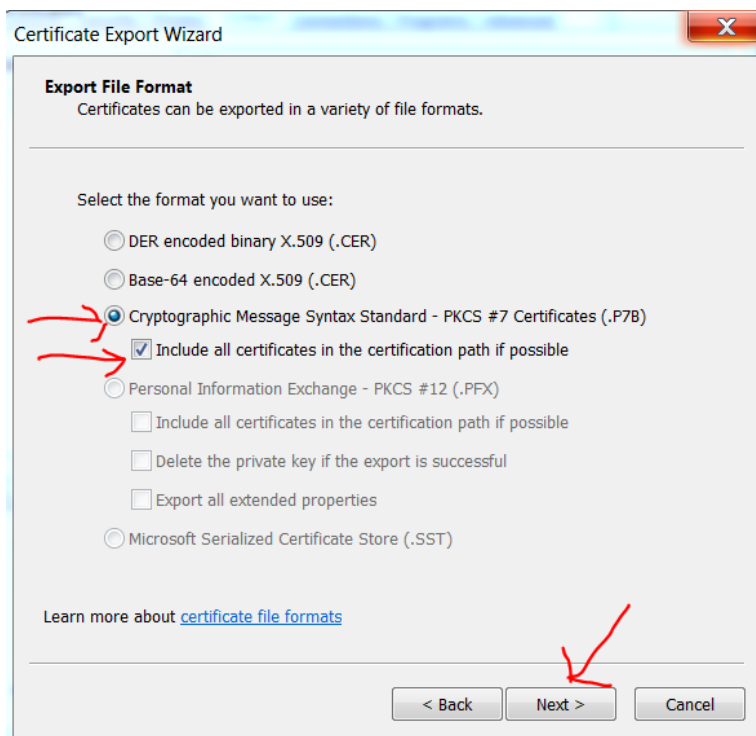 Certificate Export Wizard
X
Export File Format
Certificates can be exported in a variety of file formats.
Select the format you want to use:
DER encoded binary X.509 (.CER)
Base-64 encoded X.509 (.CER)
Cryptographic Message Syntax Standard - PKCS #7 Certificates (.P7B)
Include all certificates in the certification path if possible
Personal Information Exchange - PKCS #12 (.PFX)
Include all certificates in the certification path if possible
Delete the private key if the export is successful
Export all extended properties
Microsoft Serialized Certificate Store (.SST)
Learn more about certificate file formats
< Back Next > Cancel